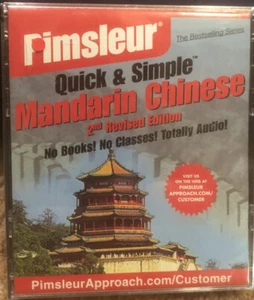 Pimsleur®
The Bestselling Series
Quick & Simple™
Mandarin Chinese
2nd Revised Edition
No Books! No Classes! Totally Audio!
VISIT US
ON THE WEB AT
PIMSLEUR
APPROACH.COM/
CUSTOMER
PimsleurApproach.com/Customer